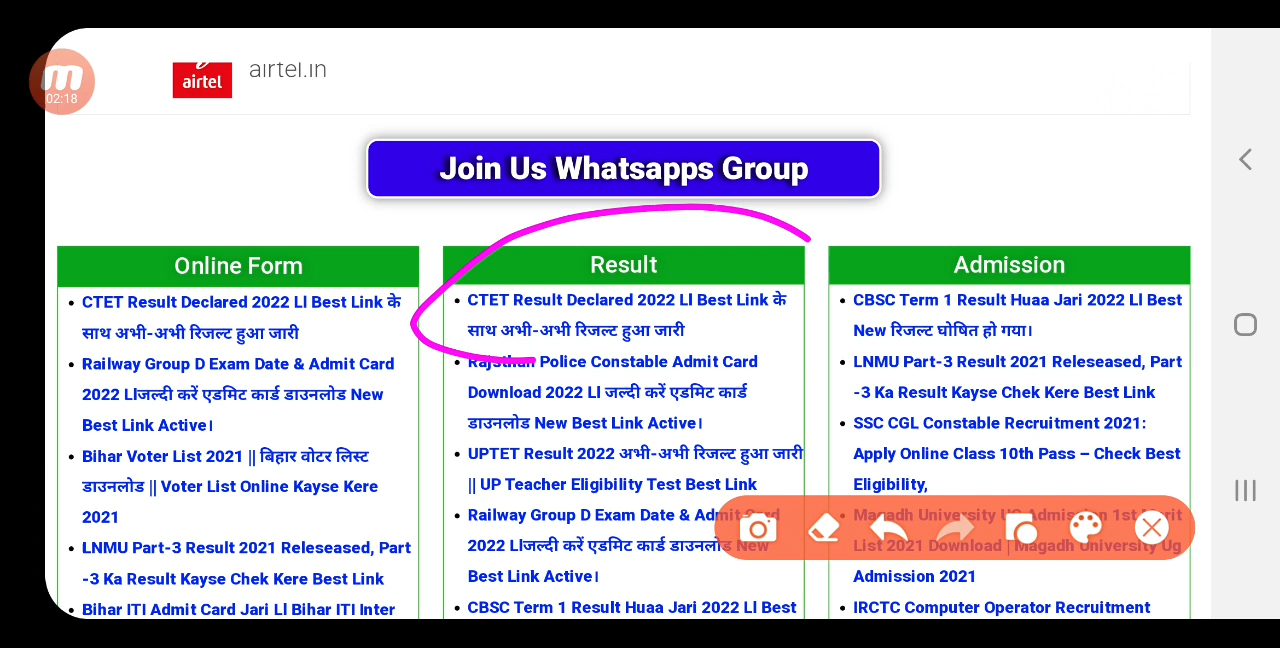 airtel
airtel.in
02:18
Join Us Whatsapps Group
Online Form
CTET Result Declared 2022 Ll Best Link के
साथ अभी-अभी रिजल्ट हुआ जारी
Railway Group D Exam Date & Admit Card
2022 Llजल्दी करें एडमिट कार्ड डाउनलोड New
Best Link Active।
Bihar Voter List 2021 || बिहार वोटर लिस्ट
डाउनलोड || Voter List Online Kayse Kere
2021
LNMU Part-3 Result 2021 Releseased, Part
-3 Ka Result Kayse Chek Kere Best Link
Bihar ITI Admit Card Jari Ll Bihar ITI Inter
Result
CTET Result Declared 2022 Ll Best Link के
साथ अभी-अभी रिजल्ट हुआ जारी
Rajsthan Police Constable Admit Card
Download 2022 Ll जल्दी करें एडमिट कार्ड
डाउनलोड New Best Link Active।
UPTET Result 2022 अभी-अभी रिजल्ट हुआ जारी
|| UP Teacher Eligibility Test Best Link
Railway Group D Exam Date & Admit Card
2022 Llजल्दी करें एडमिट कार्ड डाउनलोड New
Best Link Active।
CBSC Term 1 Result Huaa Jari 2022 Ll Best
Admission
CBSC Term 1 Result Huaa Jari 2022 Ll Best
New रिजल्ट घोषित हो गया।
LNMU Part-3 Result 2021 Releseased, Part
-3 Ka Result Kayse Chek Kere Best Link
SSC CGL Constable Recruitment 2021:
Apply Online Class 10th Pass – Check Best
Eligibility,
Magadh University UG Admission 1st Merit
List 2021 Download | Magadh University Ug
Admission 2021
IRCTC Computer Operator Recruitment